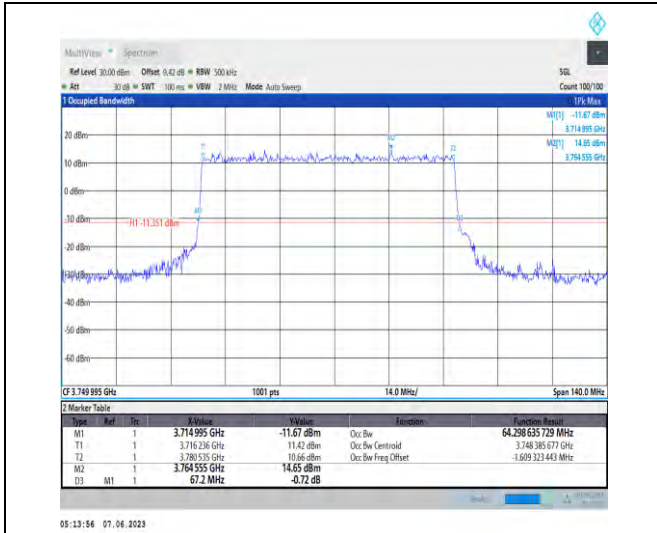 MultiView Spectrum
Ref Level 30.00 dBm Offset 9.42 dB RBW 500 kHz SGL
Att 30 dB SWT 100 ms VBW 2 MHz Mode Auto Sweep Count 100/100
1 Occupied Bandwidth 1Pk Max
M1[1] -11.67 dBm
3.714 995 GHz
M2[1] 14.65 dBm
3.764 555 GHz
20 dBm
M2
T1
T2
10 dBm
0 dBm
M1
-10 dBm
H1 -11.351 dBm
D3
-20 dBm
-30 dBm
-40 dBm
-50 dBm
-60 dBm
CF 3.749 995 GHz 1001 pts 14.0 MHz/ Span 140.0 MHz
2 Marker Table
Type Ref Trc X-Value Y-Value Function Function Result
M1 1 3.714 995 GHz -11.67 dBm Occ Bw 64.298 635 729 MHz
T1 1 3.716 236 GHz 11.42 dBm Occ Bw Centroid 3.748 385 677 GHz
T2 1 3.780 535 GHz 10.66 dBm Occ Bw Freq Offset -1.609 323 443 MHz
M2 1 3.764 555 GHz 14.65 dBm
D3 M1 1 67.2 MHz -0.72 dB
05:13:56 07.06.2023